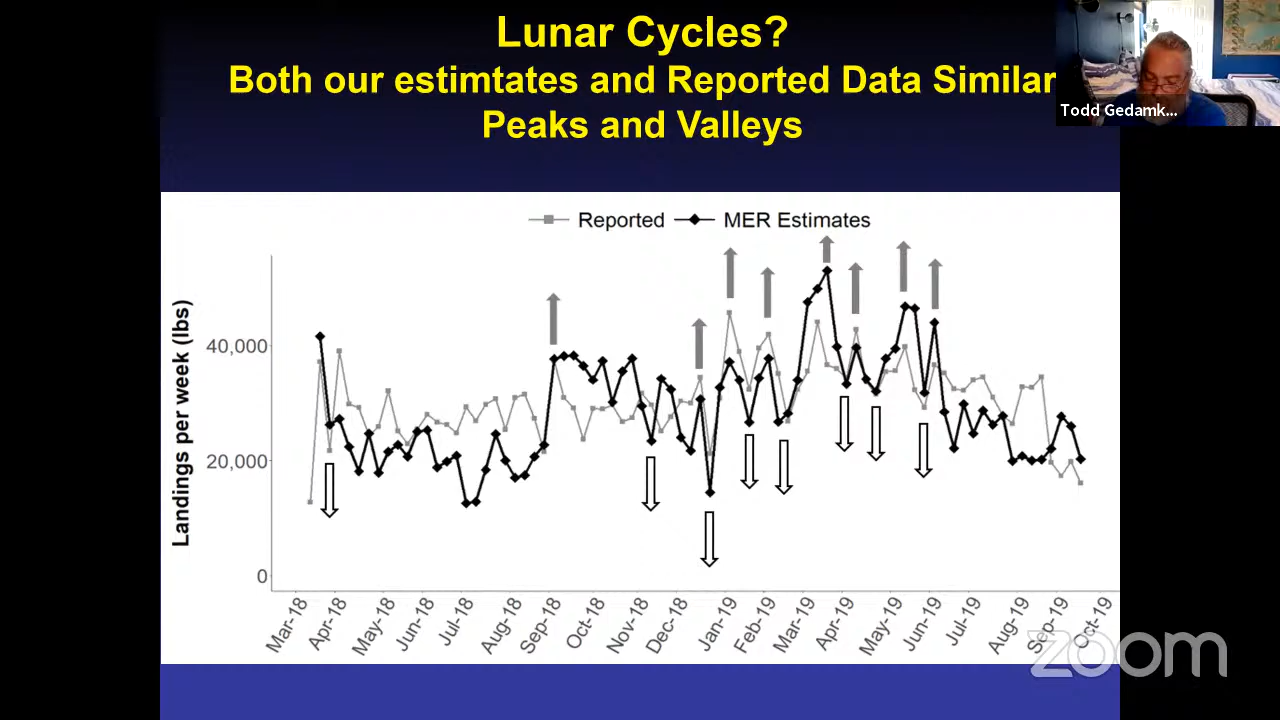 Lunar Cycles?
Both our estimtates and Reported Data Similar
Peaks and Valleys
Todd Gedamk...
Reported
MER Estimates
Landings per week (lbs)
40,000
20,000
0
Mar-18
Apr-18
May-18
Jun-18
Jul-18
Aug-18
Sep-18
Oct-18
Nov-18
Dec-18
Jan-19
Feb-19
Mar-19
Apr-19
May-19
Jun-19
Jul-19
Aug-19
Sep-19
Oct-19
zoom